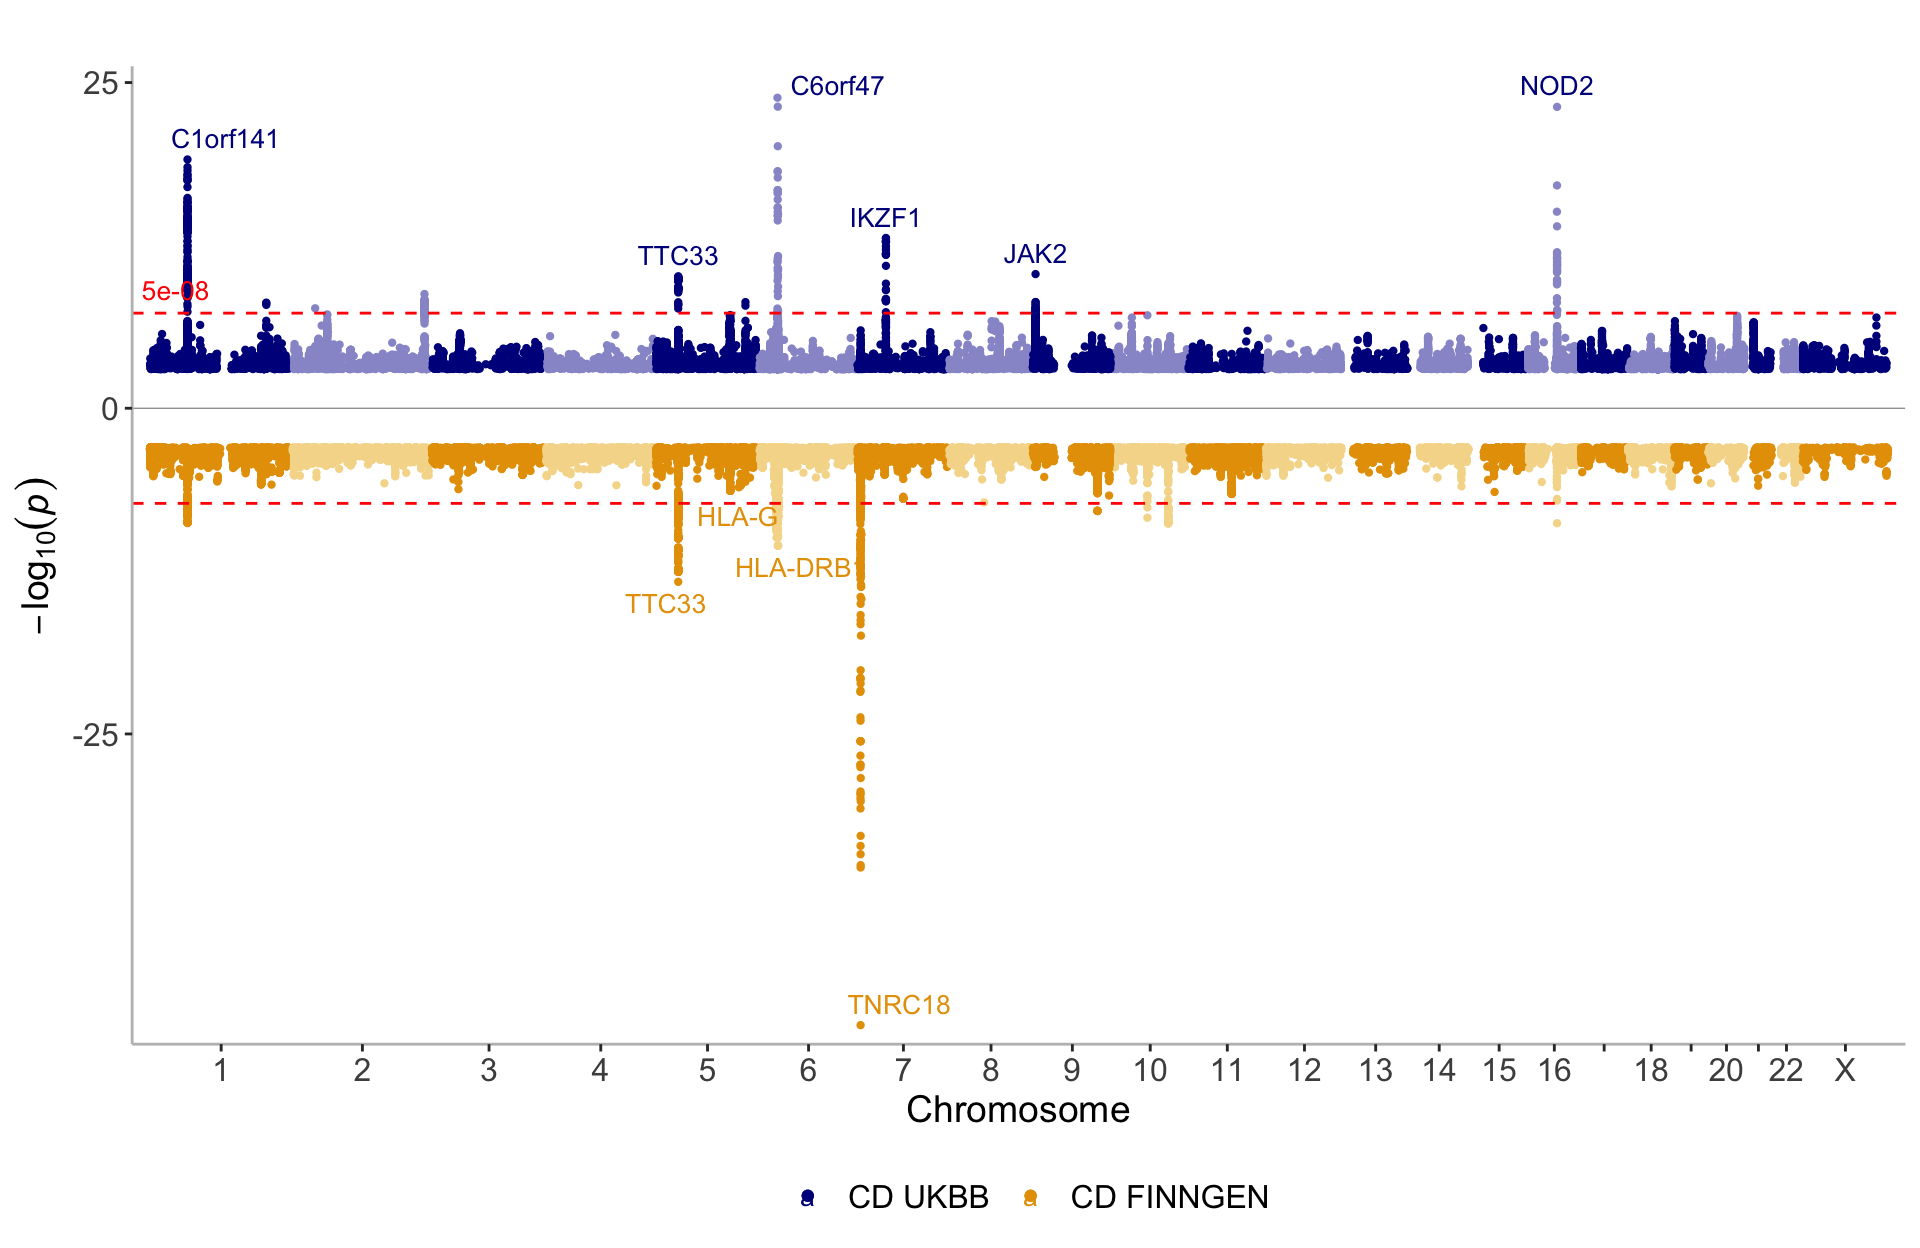 25
C6orf47
NOD2
C1orf141
IKZF1
TTC33
JAK2
5e-08
0
−log10(p)
HLA-G
HLA-DRB1
TTC33
-25
TNRC18
1 2 3 4 5 6 7 8 9 10 11 12 13 14 15 16 18 20 22 X
Chromosome
a CD UKBB a CD FINNGEN